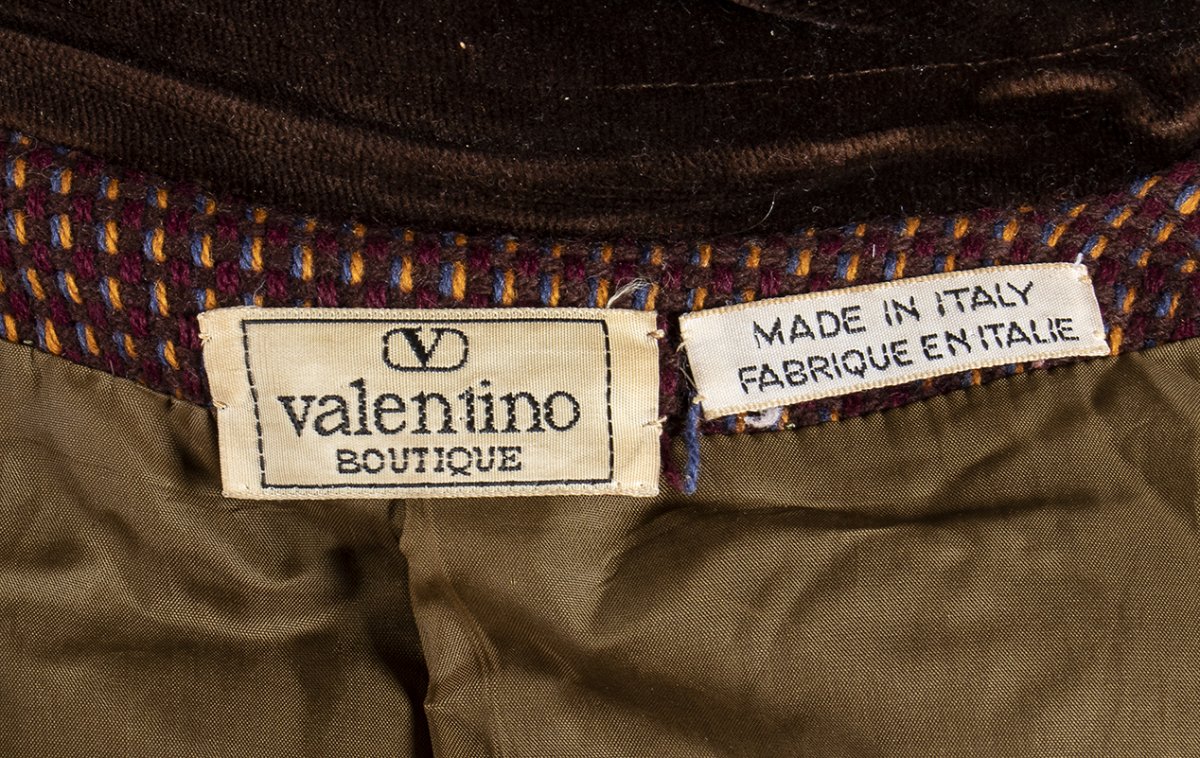 V
valentino
BOUTIQUE
MADE IN ITALY
FABRIQUE EN ITALIE